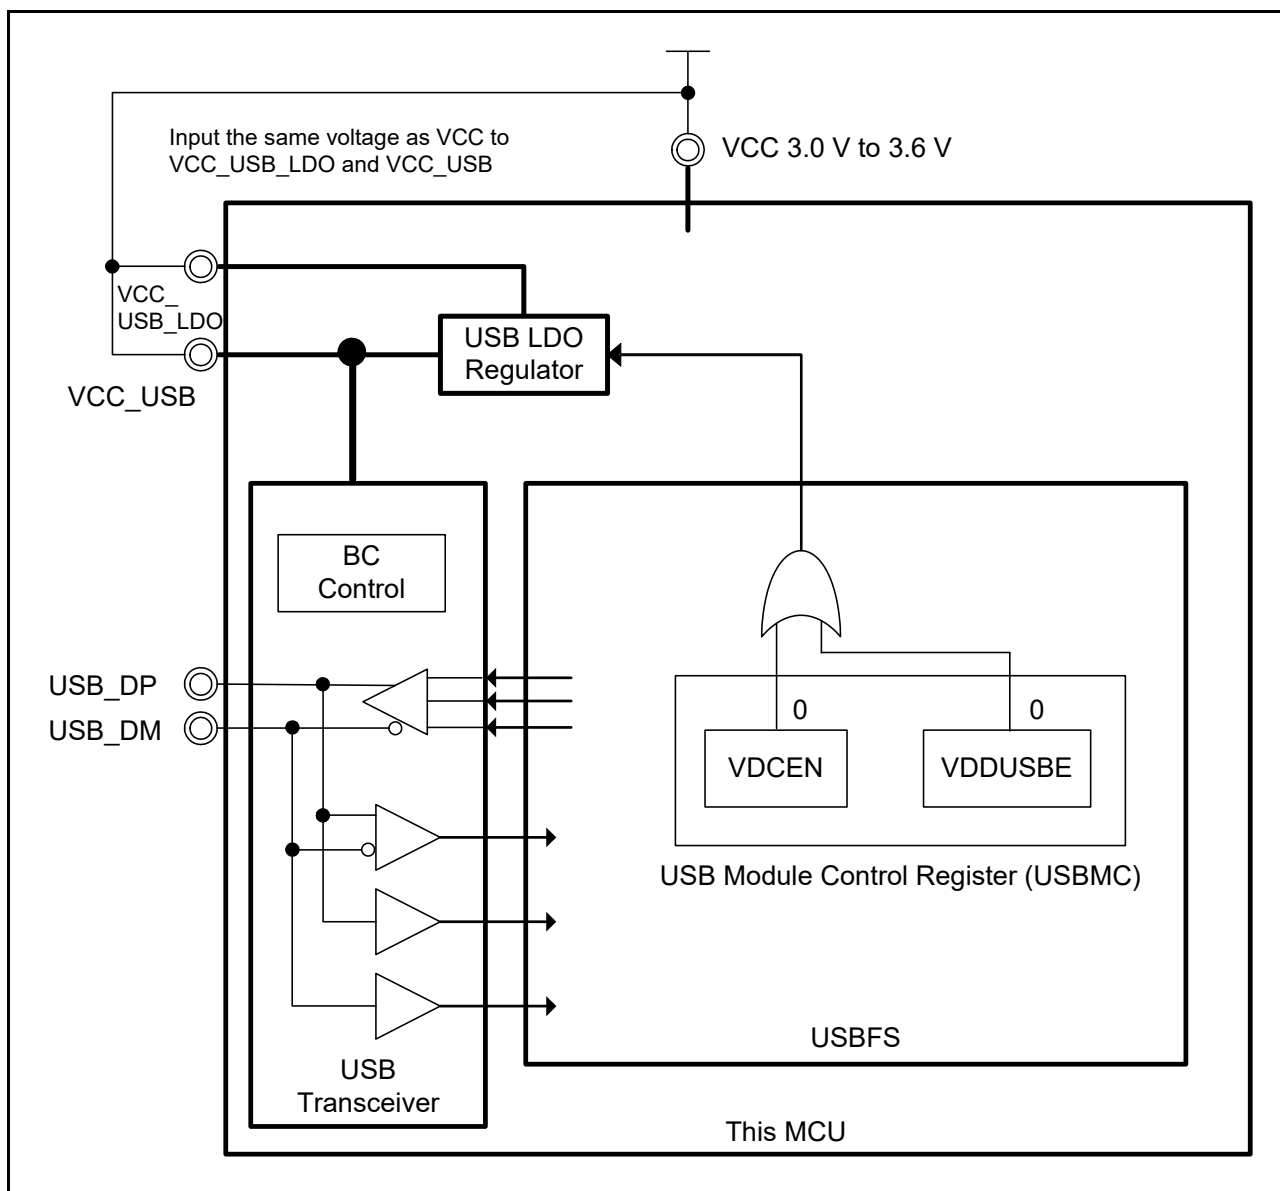 Input the same voltage as VCC to
VCC_USB_LDO and VCC_USB
VCC 3.0 V to 3.6 V
VCC_
USB_LDO
USB LDO
Regulator
VCC_USB
BC
Control
USB_DP
USB_DM
0
0
VDCEN
VDDUSBE
USB Module Control Register (USBMC)
USBFS
USB
Transceiver
This MCU